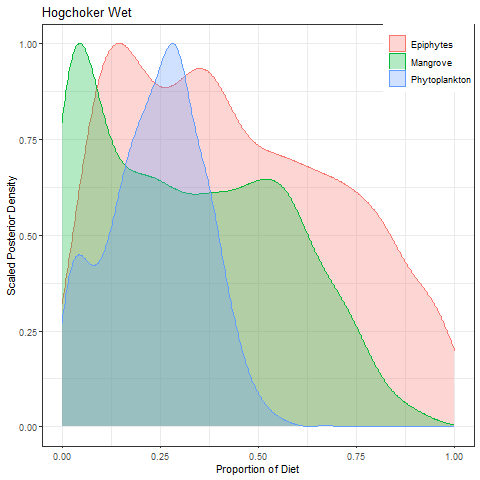 Hogchoker Wet
Epiphytes
Mangrove
Phytoplankton
1.00
0.75
0.50
0.25
0.00
Scaled Posterior Density
0.00 0.25 0.50 0.75 1.00
Proportion of Diet